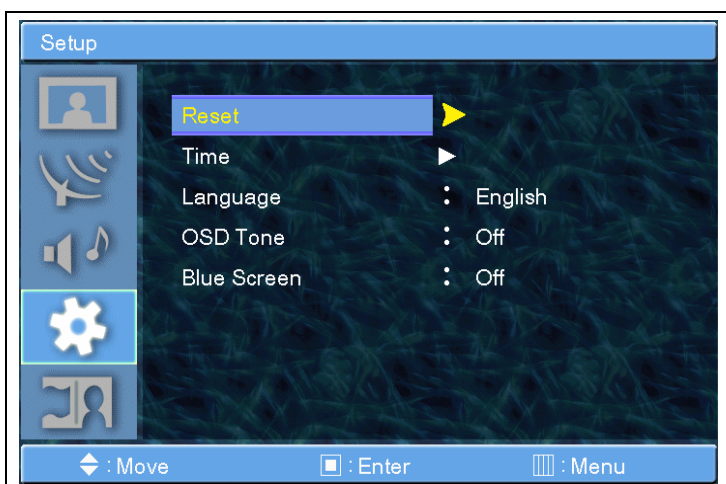 Setup
Reset
Time
Language : English
OSD Tone : Off
Blue Screen : Off
: Move : Enter : Menu